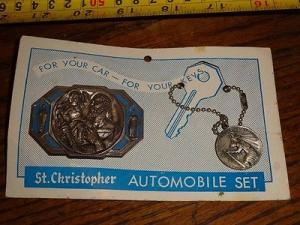 FOR YOUR CAR — FOR YOUR KEYS
St. Christopher AUTOMOBILE SET